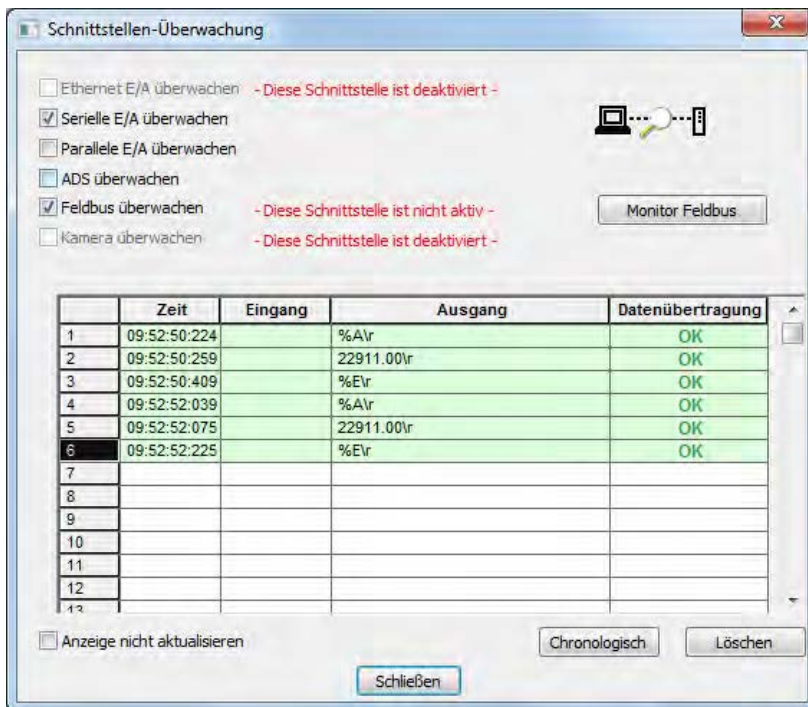 Schnittstellen-Überwachung
Ethernet E/A überwachen - Diese Schnittstelle ist deaktiviert -
Serielle E/A überwachen
Parallele E/A überwachen
ADS überwachen
Feldbus überwachen - Diese Schnittstelle ist nicht aktiv - Monitor Feldbus
Kamera überwachen - Diese Schnittstelle ist deaktiviert -
Zeit Eingang Ausgang Datenübertragung
1 09:52:50:224 %A\r OK
2 09:52:50:259 22911.00\r OK
3 09:52:50:409 %E\r OK
4 09:52:52:039 %A\r OK
5 09:52:52:075 22911.00\r OK
6 09:52:52:225 %E\r OK
7
8
9
10
11
12
13
Anzeige nicht aktualisieren Chronologisch Löschen
Schließen